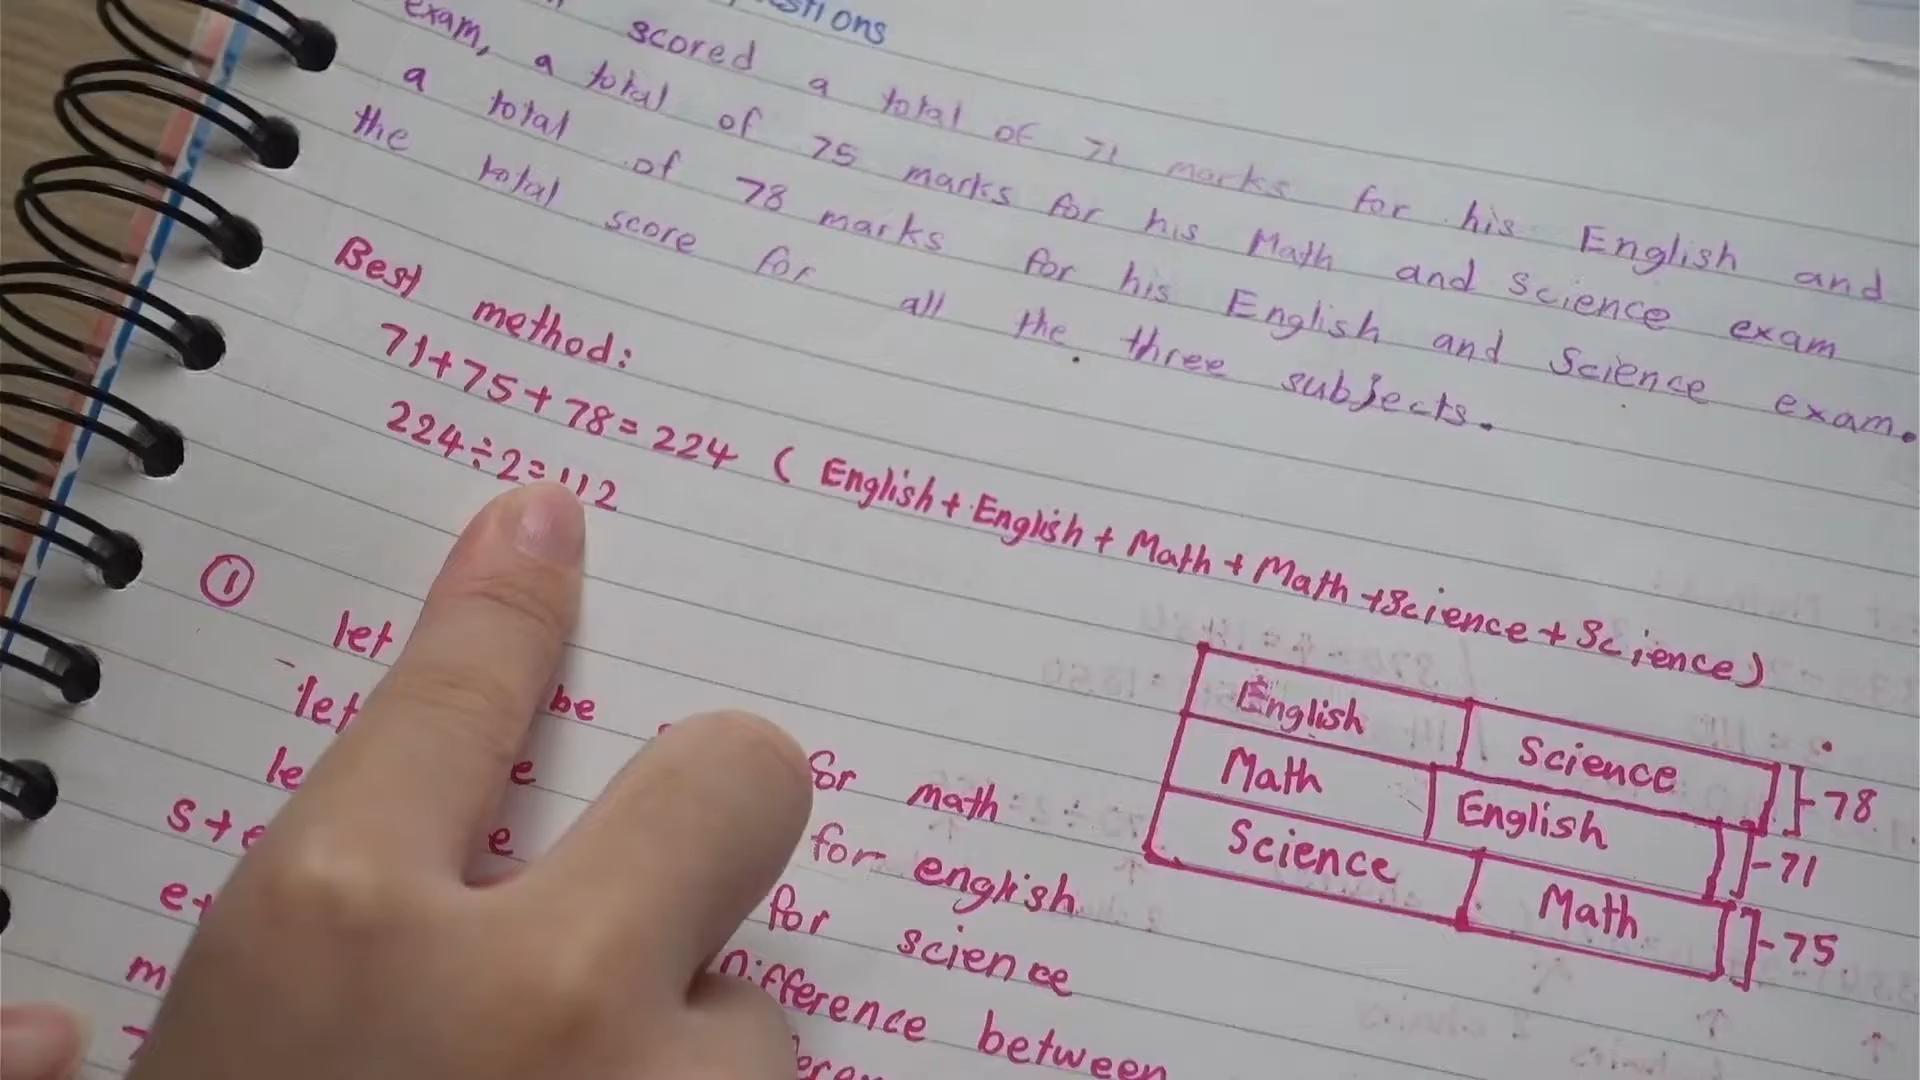 scored a total of 71 marks for his English and
exam, a total of 75 marks for his Math and Science exam
a total of 78 marks for his English and Science exam.
the total score for all the three subjects.
Best method:
71+75+78=224 (English+English+Math+Math+Science+Science)
224÷2=112
①
let
let be
le e for math
s+e e for english
e+ for science
m difference between
English Science 78
Math English 71
Science Math 75